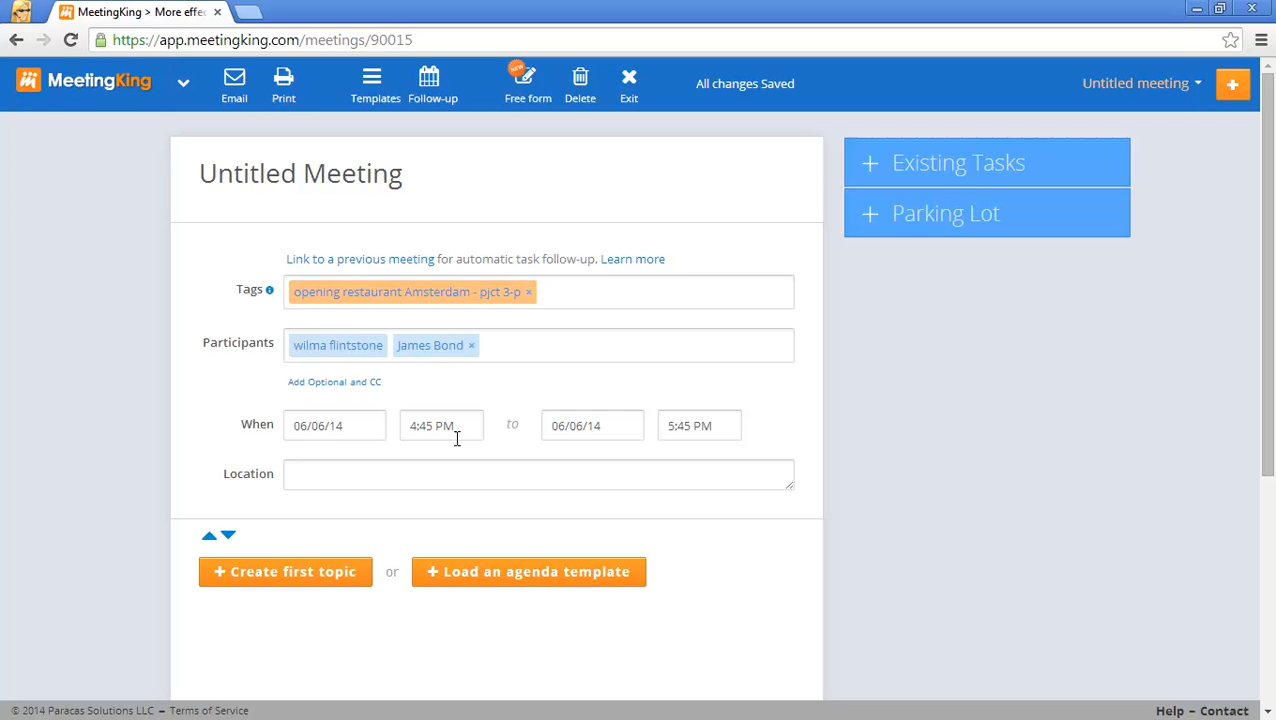 MeetingKing > More effec
https://app.meetingking.com/meetings/90015
MeetingKing
Email
Print
Templates
Follow-up
NEW
Free form
Delete
Exit
All changes Saved
Untitled meeting
Untitled Meeting
+ Existing Tasks
+ Parking Lot
Link to a previous meeting for automatic task follow-up. Learn more
Tags opening restaurant Amsterdam - pjct 3-p ×
Participants wilma flintstone James Bond ×
Add Optional and CC
When 06/06/14 4:45 PM to 06/06/14 5:45 PM
Location
+ Create first topic or + Load an agenda template
© 2014 Paracas Solutions LLC – Terms of Service
Help – Contact